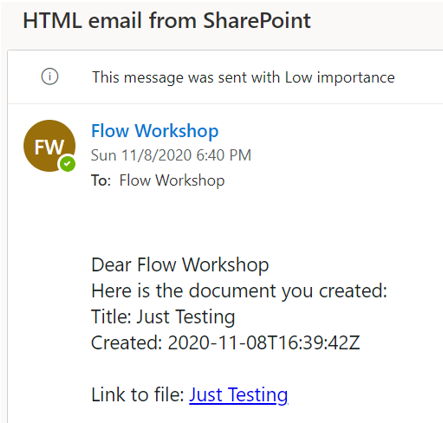 HTML email from SharePoint
This message was sent with Low importance
FW
Flow Workshop
Sun 11/8/2020 6:40 PM
To: Flow Workshop
Dear Flow Workshop
Here is the document you created:
Title: Just Testing
Created: 2020-11-08T16:39:42Z
Link to file: Just Testing